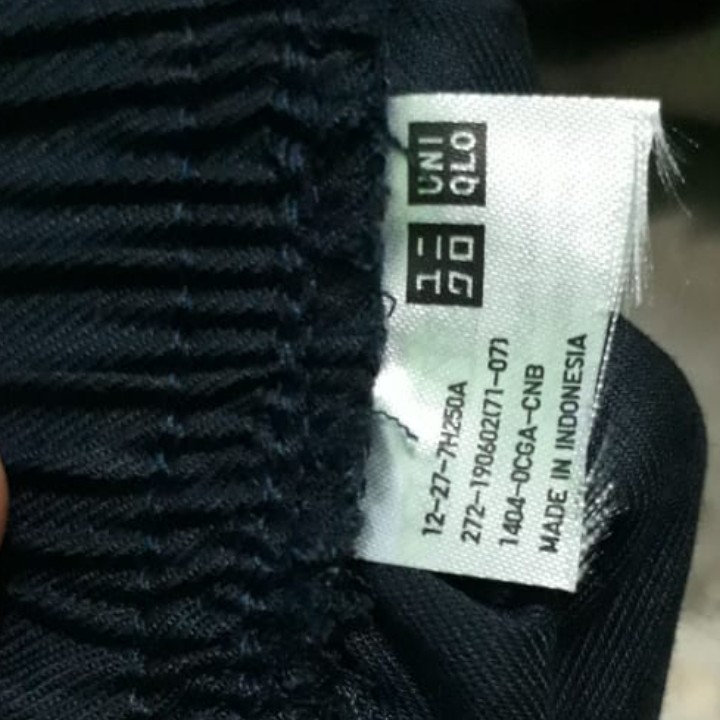 UNI
QLO
ユニ
クロ
12-27-7H250A
272-190602(71-07)
1404-0CGA-CNB
MADE IN INDONESIA